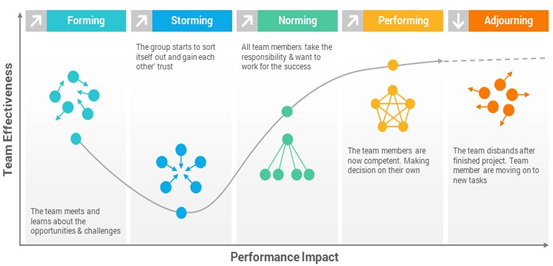 Forming
Storming
Norming
Performing
Adjourning
Team Effectiveness
The team meets and
learns about the
opportunities & challenges
The group starts to sort
itself out and gain each
other' trust
All team members take the
responsibility & want to
work for the success
The team members are
now competent. Making
decision on their own
The team disbands after
finished project. Team
member are moving on to
new tasks
Performance Impact